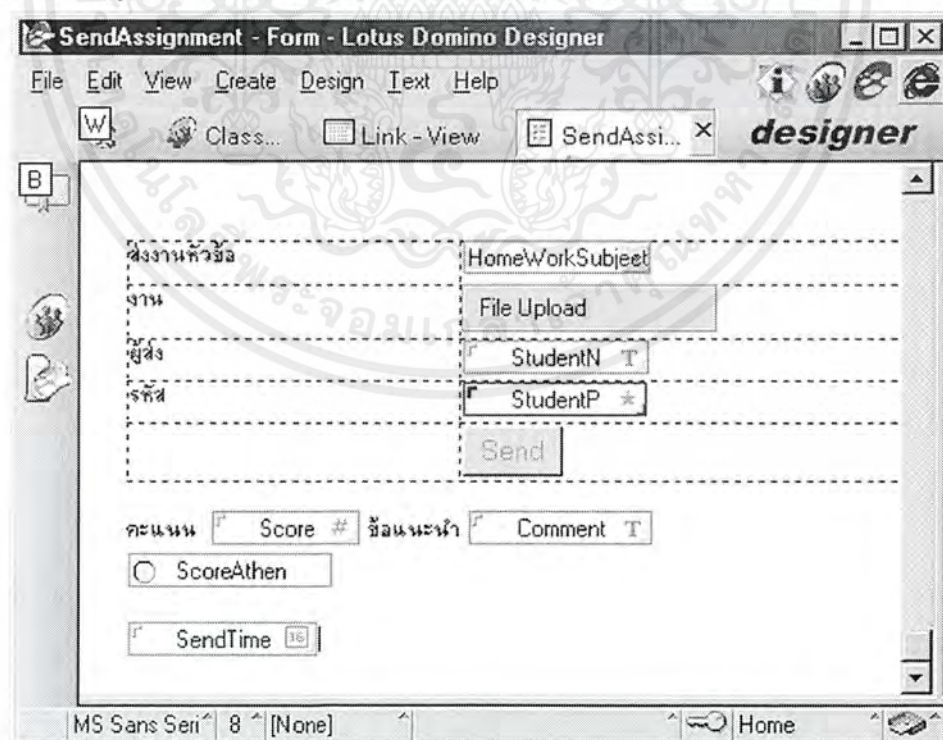 SendAssignment - Form - Lotus Domino Designer
File Edit View Create Design Text Help
W Class... Link - View SendAssi... × designer
B
ส่งงานหัวข้อ HomeWorkSubject
งาน File Upload
ผู้ส่ง StudentN T
รหัส StudentP *
Send
คะแนน Score # ข้อแนะนำ Comment T
ScoreAthen
SendTime 16
MS Sans Seri 8 [None] Home